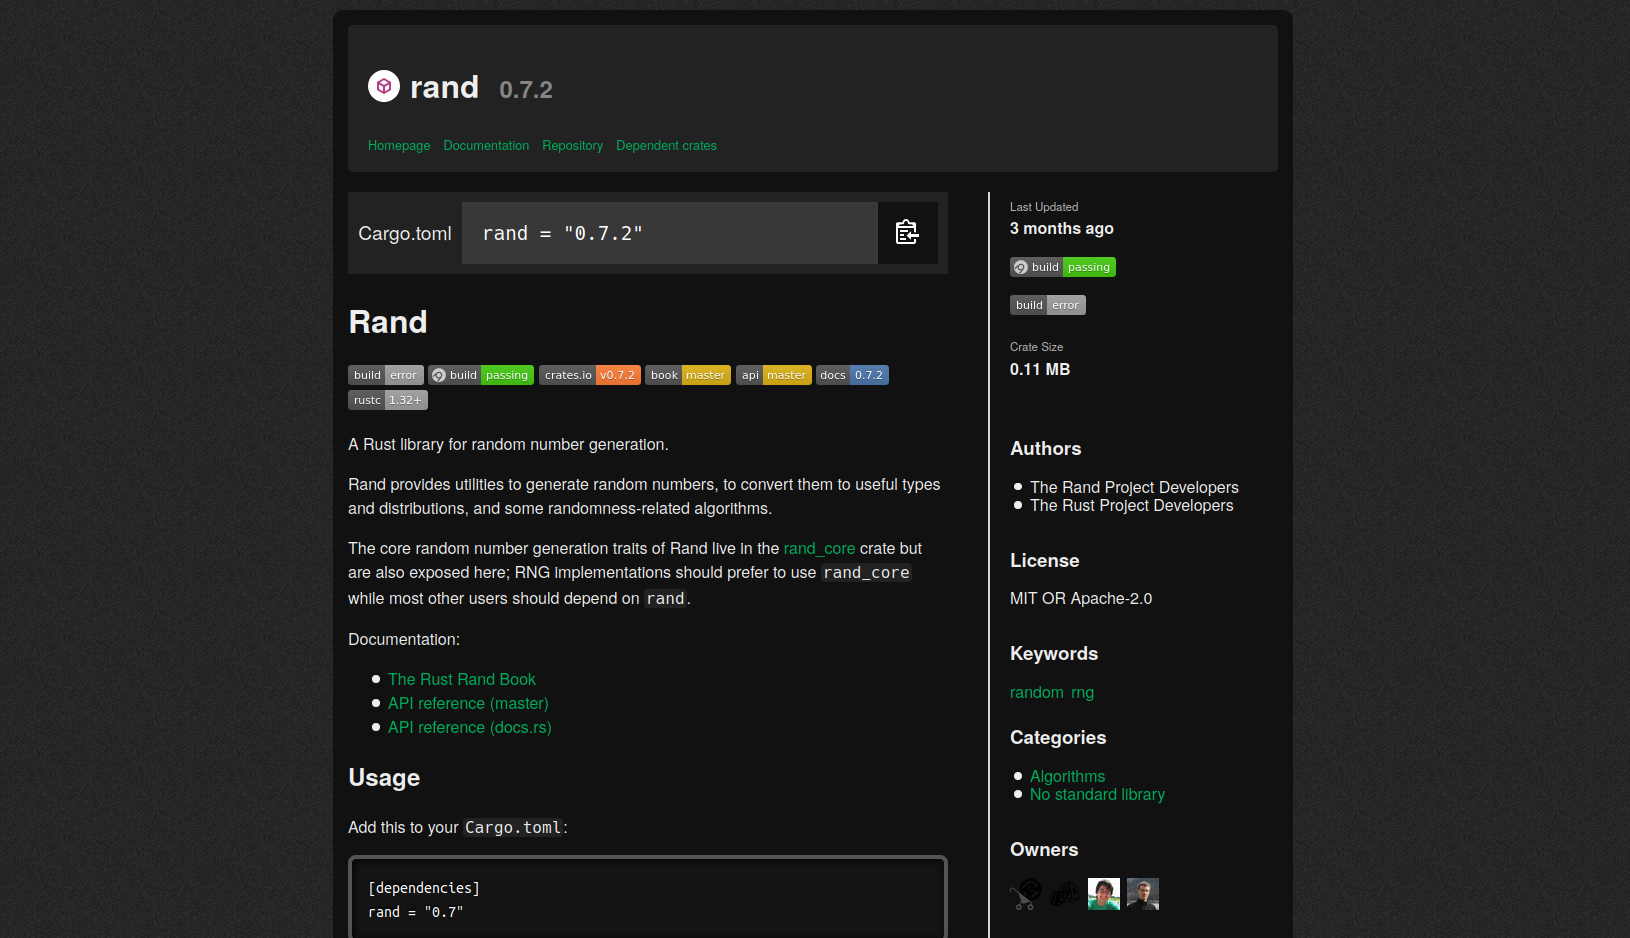 rand 0.7.2
Homepage Documentation Repository Dependent crates
Cargo.toml rand = "0.7.2"
Rand
build error build passing crates.io v0.7.2 book master api master docs 0.7.2
rustc 1.32+
A Rust library for random number generation.
Rand provides utilities to generate random numbers, to convert them to useful types
and distributions, and some randomness-related algorithms.
The core random number generation traits of Rand live in the rand_core crate but
are also exposed here; RNG implementations should prefer to use rand_core
while most other users should depend on rand.
Documentation:
The Rust Rand Book
API reference (master)
API reference (docs.rs)
Usage
Add this to your Cargo.toml:
[dependencies]
rand = "0.7"
Last Updated
3 months ago
build passing
build error
Crate Size
0.11 MB
Authors
The Rand Project Developers
The Rust Project Developers
License
MIT OR Apache-2.0
Keywords
random rng
Categories
Algorithms
No standard library
Owners